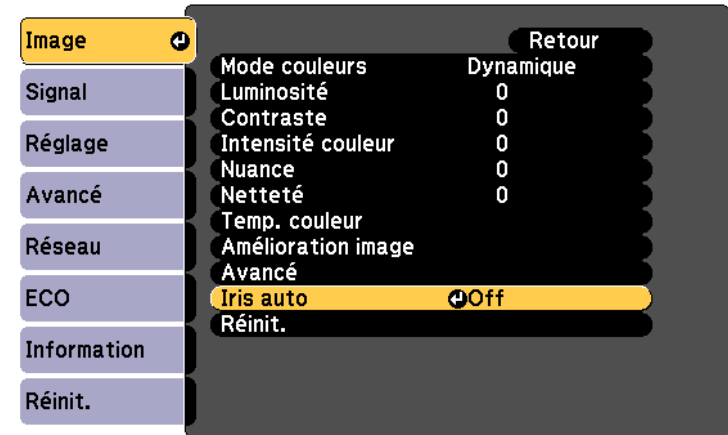 Image
Signal
Réglage
Avancé
Réseau
ECO
Information
Réinit.
Retour
Mode couleurs Dynamique
Luminosité 0
Contraste 0
Intensité couleur 0
Nuance 0
Netteté 0
Temp. couleur
Amélioration image
Avancé
Iris auto Off
Réinit.